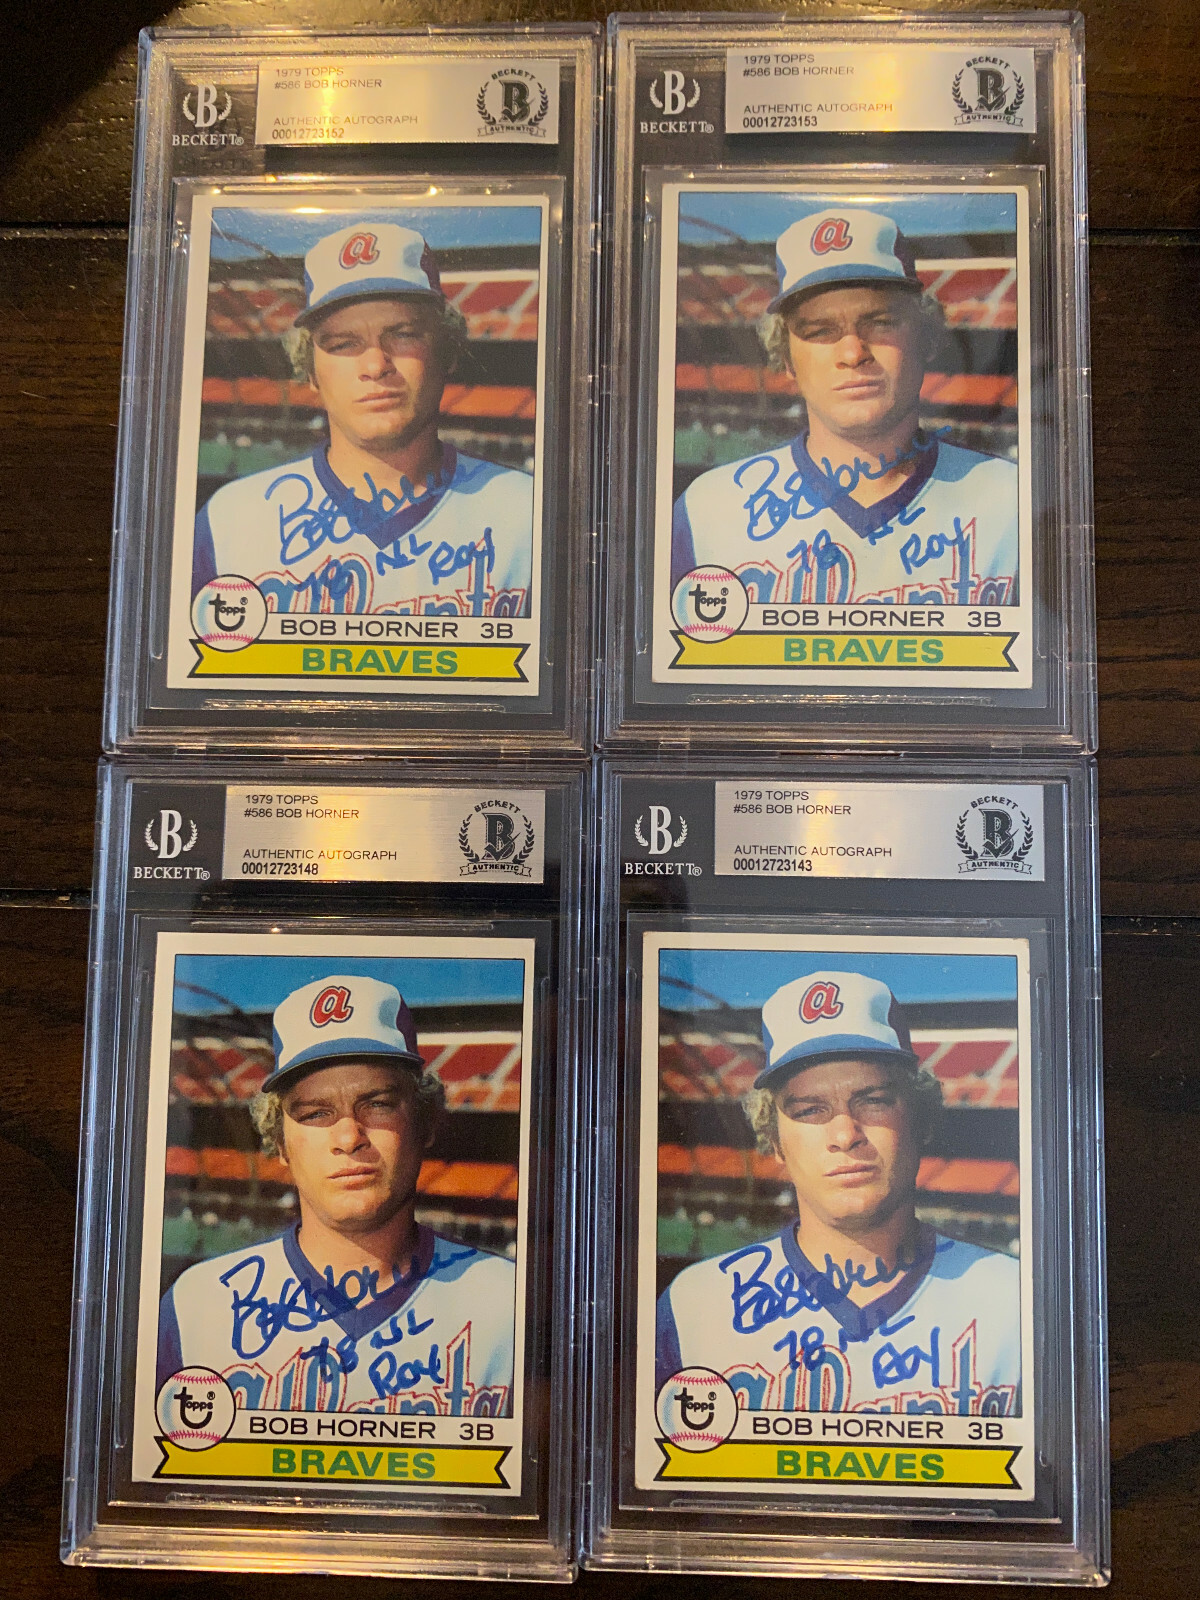 1979 TOPPS
#586 BOB HORNER
AUTHENTIC AUTOGRAPH
00012723152
B
BECKETT®
BECKETT
B
AUTHENTIC
a
Bob Horner
78 NL
ROY
Topps®
BOB HORNER 3B
BRAVES
1979 TOPPS
#586 BOB HORNER
AUTHENTIC AUTOGRAPH
00012723153
B
BECKETT®
BECKETT
B
AUTHENTIC
a
Bob Horner
78 NL
ROY
Topps®
BOB HORNER 3B
BRAVES
1979 TOPPS
#586 BOB HORNER
AUTHENTIC AUTOGRAPH
00012723148
B
BECKETT®
BECKETT
B
AUTHENTIC
a
Bob Horner
78 NL
ROY
Topps®
BOB HORNER 3B
BRAVES
1979 TOPPS
#586 BOB HORNER
AUTHENTIC AUTOGRAPH
00012723143
B
BECKETT®
BECKETT
B
AUTHENTIC
a
Bob Horner
78 NL
ROY
Topps®
BOB HORNER 3B
BRAVES